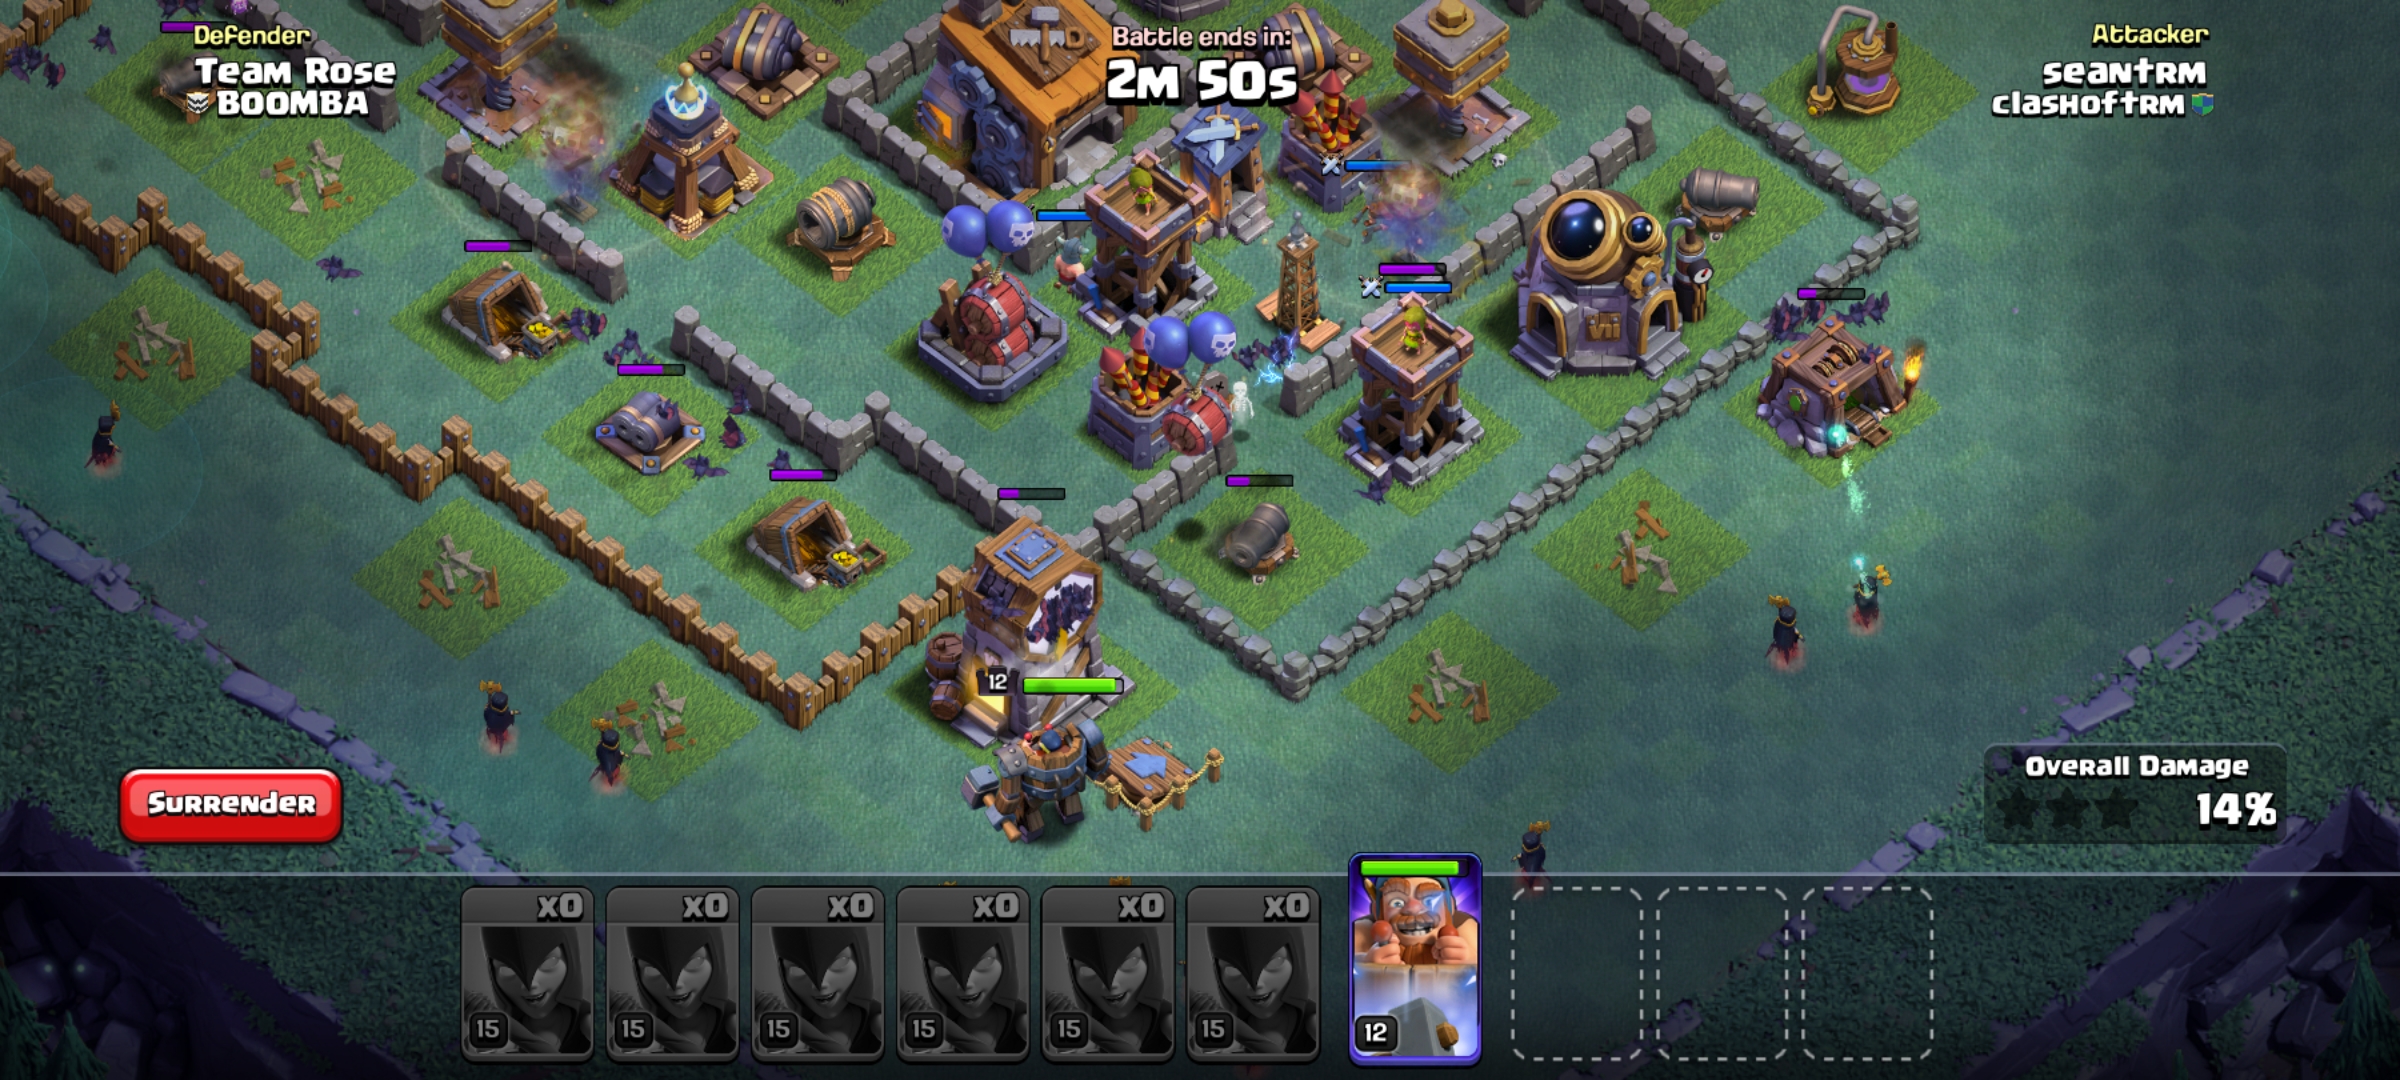 Defender
Team Rose
BOOMBA
Battle ends in:
2M 50S
Attacker
seantRM
clashoftRM
VII
12
Surrender
Overall Damage
14%
x0
x0
x0
x0
x0
x0
15
15
15
15
15
15
12